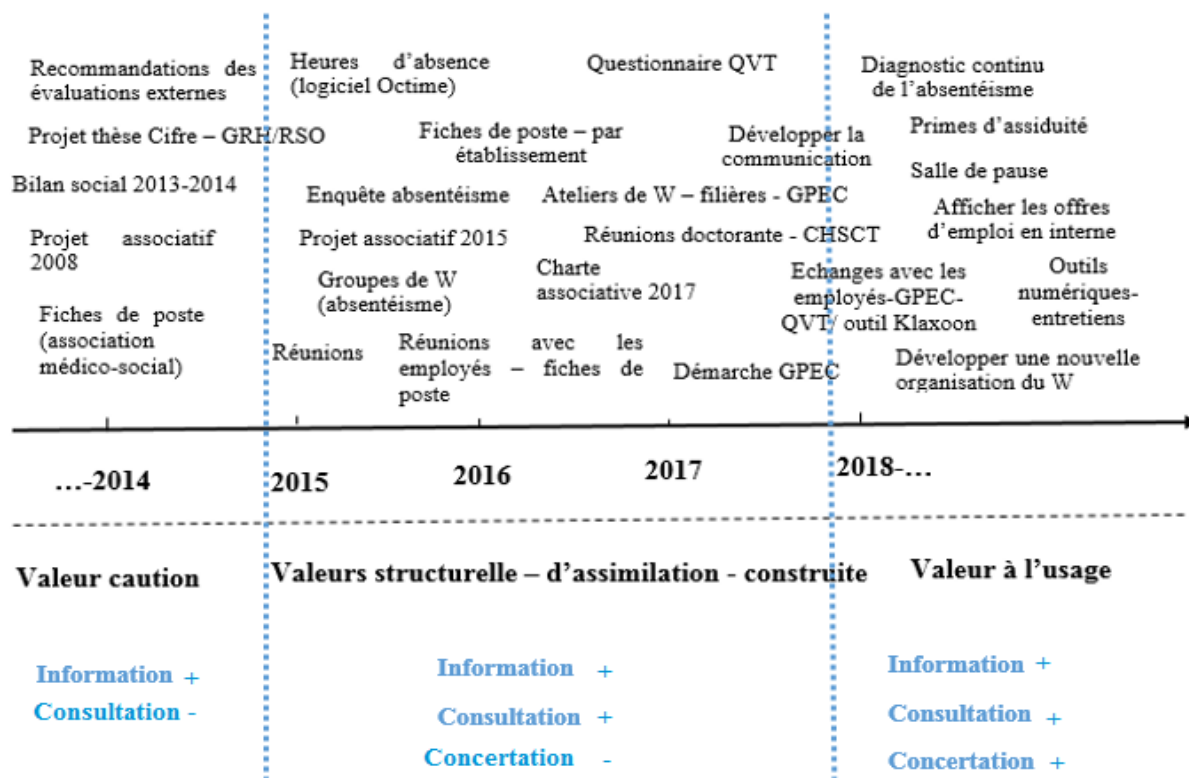 Recommandations des
évaluations externes
Projet thèse Cifre – GRH/RSO
Bilan social 2013-2014
Projet associatif
2008
Fiches de poste
(association
médico-social)
Heures d’absence
(logiciel Octime)
Questionnaire QVT
Fiches de poste – par
établissement
Développer la
communication
Enquête absentéisme
Ateliers de W – filières - GPEC
Projet associatif 2015
Réunions doctorante - CHSCT
Groupes de W
(absentéisme)
Charte
associative 2017
Echanges avec les
employés-GPEC-
QVT/ outil Klaxoon
Réunions
Réunions avec les
employés – fiches de
poste
Démarche GPEC
Diagnostic continu
de l’absentéisme
Primes d’assiduité
Salle de pause
Afficher les offres
d’emploi en interne
Outils
numériques-
entretiens
Développer une nouvelle
organisation du W
…-2014
2015
2016
2017
2018-…
Valeur caution
Valeurs structurelle – d’assimilation - construite
Valeur à l’usage
Information +
Consultation -
Information +
Consultation +
Concertation -
Information +
Consultation +
Concertation +